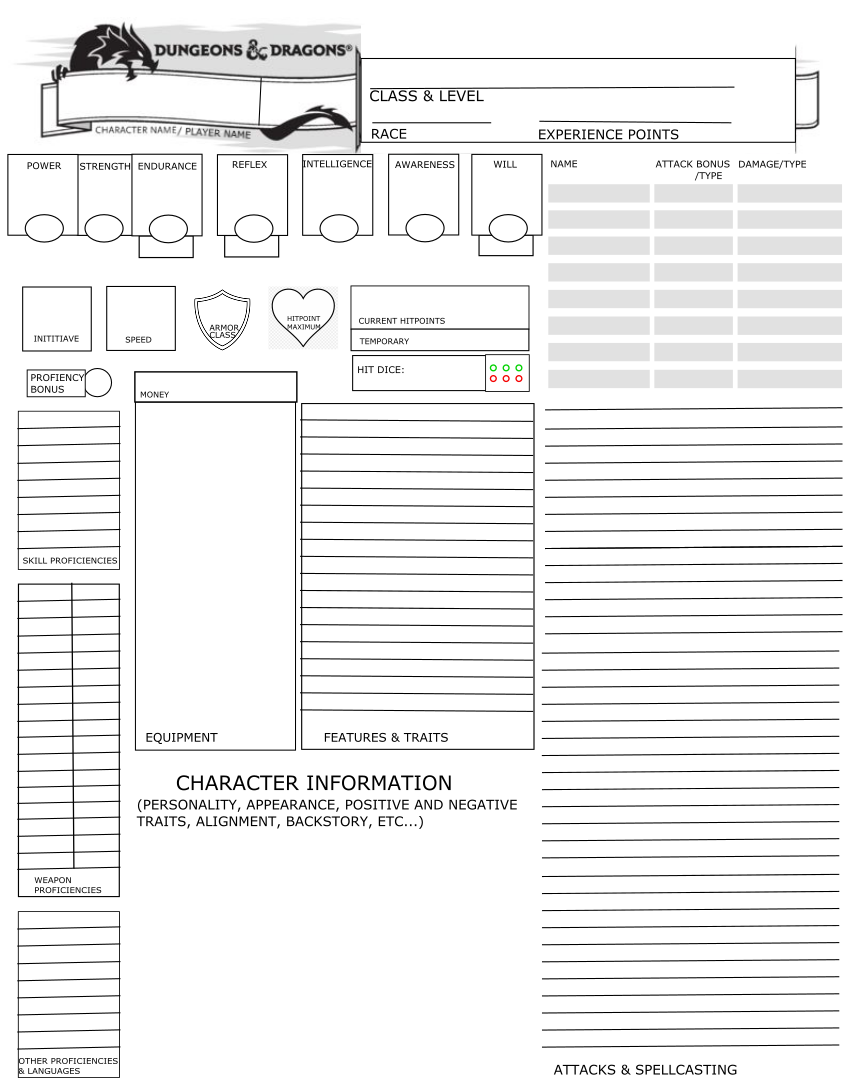 DUNGEONS & DRAGONS®
CHARACTER NAME/ PLAYER NAME
CLASS & LEVEL
RACE EXPERIENCE POINTS
POWER STRENGTH ENDURANCE REFLEX INTELLIGENCE AWARENESS WILL
NAME ATTACK BONUS DAMAGE/TYPE
/TYPE
INITITIAVE
SPEED
ARMOR
CLASS
HITPOINT
MAXIMUM
CURRENT HITPOINTS
TEMPORARY
HIT DICE:
PROFIENCY
BONUS
MONEY
SKILL PROFICIENCIES
EQUIPMENT
FEATURES & TRAITS
CHARACTER INFORMATION
(PERSONALITY, APPEARANCE, POSITIVE AND NEGATIVE
TRAITS, ALIGNMENT, BACKSTORY, ETC...)
WEAPON
PROFICIENCIES
OTHER PROFICIENCIES
& LANGUAGES
ATTACKS & SPELLCASTING